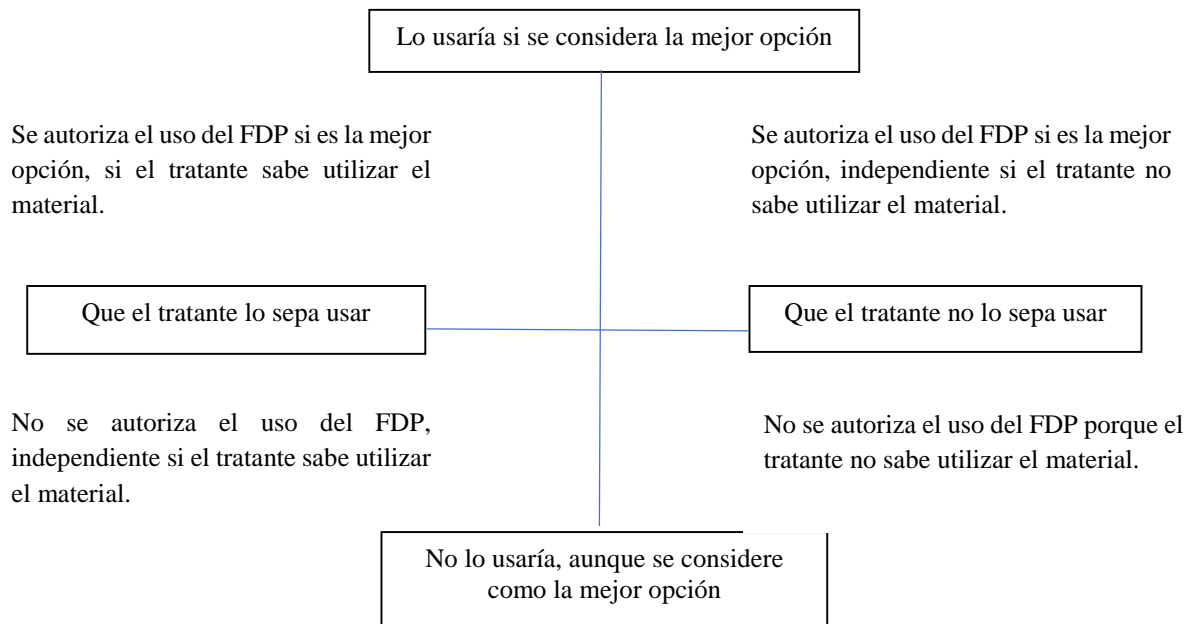 Lo usaría si se considera la mejor opción
Se autoriza el uso del FDP si es la mejor
opción, si el tratante sabe utilizar el
material.
Se autoriza el uso del FDP si es la mejor
opción, independiente si el tratante no
sabe utilizar el material.
Que el tratante lo sepa usar
Que el tratante no lo sepa usar
No se autoriza el uso del FDP,
independiente si el tratante sabe utilizar
el material.
No se autoriza el uso del FDP porque el
tratante no sabe utilizar el material.
No lo usaría, aunque se considere
como la mejor opción